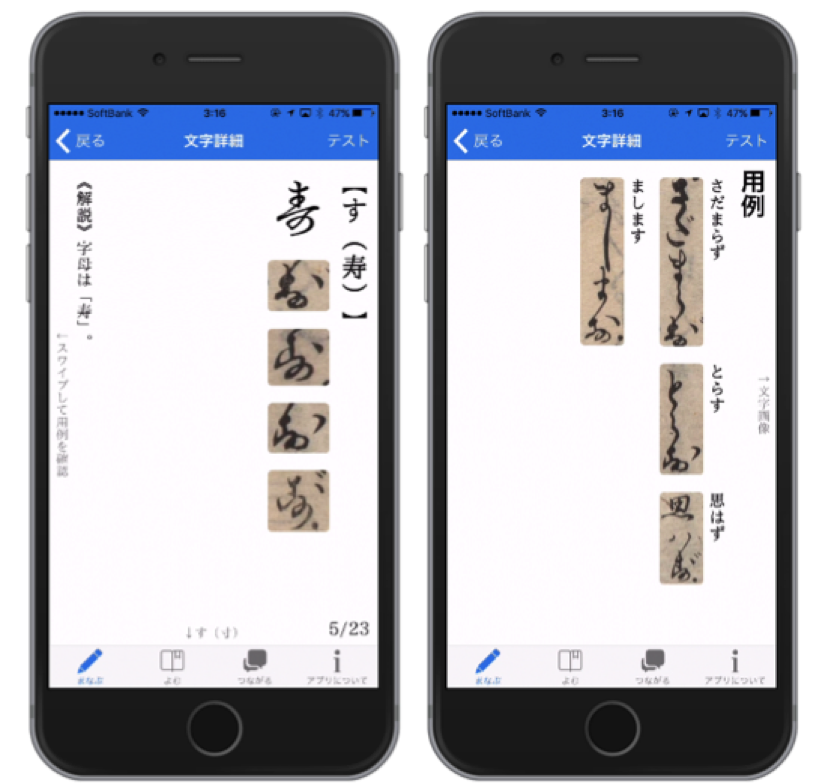 SoftBank 3:16 47%
戻る 文字詳細 テスト
【す（寿）】
寿
《解説》字母は「寿」。
←スワイプして用例を確認
↓す（寸）
5/23
まなぶ よむ つながる アプリについて
SoftBank 3:16 47%
戻る 文字詳細 テスト
用例
→文字画像
さだまらず
とらす
思はず
まします
まなぶ よむ つながる アプリについて